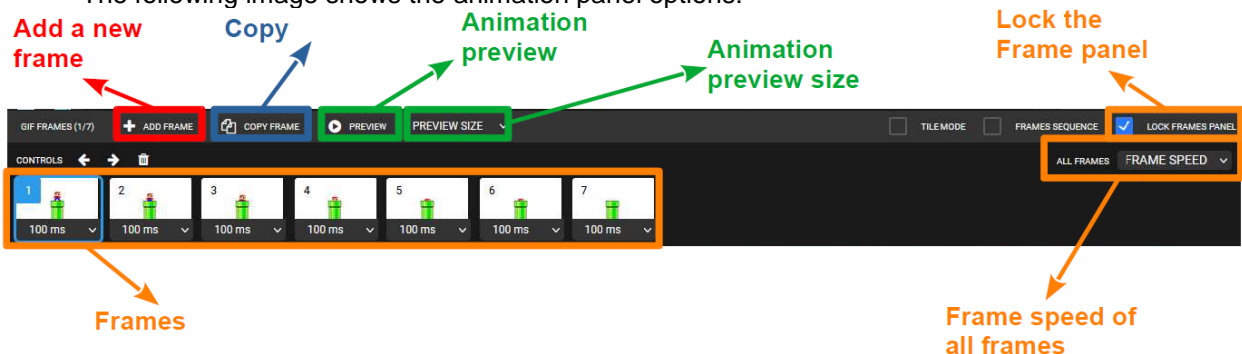 The following image shows the animation panel options:
Add a new
frame
Copy
Animation
preview
Animation
preview size
Lock the
Frame panel
GIF FRAMES (1/7) ADD FRAME COPY FRAME PREVIEW PREVIEW SIZE TILE MODE FRAMES SEQUENCE LOCK FRAMES PANEL
CONTROLS ALL FRAMES FRAME SPEED
1 2 3 4 5 6 7
100 ms 100 ms 100 ms 100 ms 100 ms 100 ms 100 ms
Frames
Frame speed of
all frames